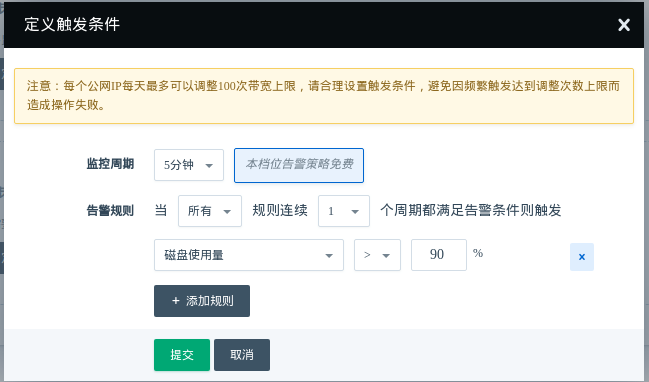 定义触发条件
注意：每个公网IP每天最多可以调整100次带宽上限，请合理设置触发条件，避免因频繁触发达到调整次数上限而
造成操作失败。
监控周期 5分钟 本档位告警策略免费
告警规则 当 所有 规则连续 1 个周期都满足告警条件则触发
磁盘使用量 > 90 %
+ 添加规则
提交 取消